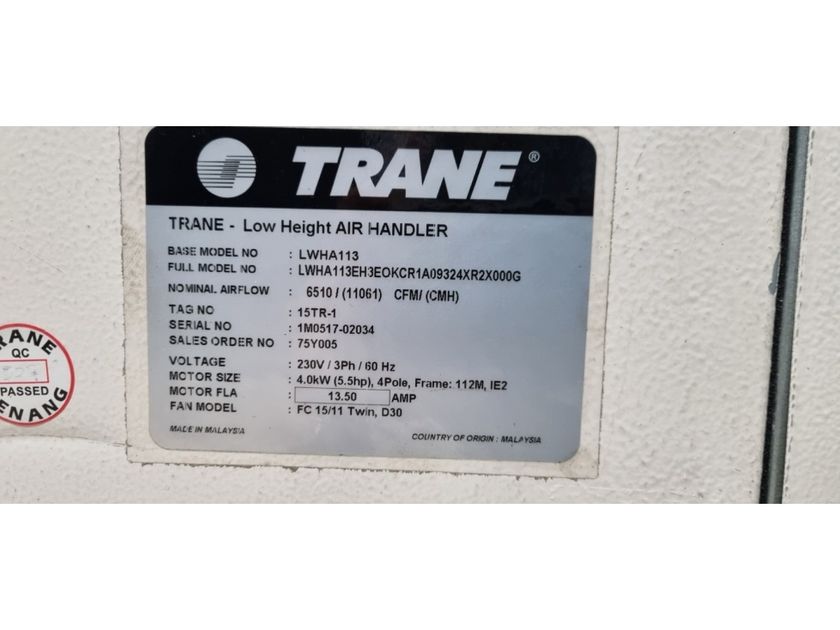 TRANE®
TRANE - Low Height AIR HANDLER
BASE MODEL NO : LWHA113
FULL MODEL NO : LWHA113EH3EOKCR1A09324XR2X000G
NOMINAL AIRFLOW : 6510 / (11061) CFM/ (CMH)
TAG NO : 15TR-1
SERIAL NO : 1M0517-02034
SALES ORDER NO : 75Y005
VOLTAGE : 230V / 3Ph / 60 Hz
MOTOR SIZE : 4.0kW (5.5hp), 4Pole, Frame: 112M, IE2
MOTOR FLA : 13.50 AMP
FAN MODEL : FC 15/11 Twin, D30
MADE IN MALAYSIA
COUNTRY OF ORIGIN : MALAYSIA
RANE
QC
PASSED
ENANG